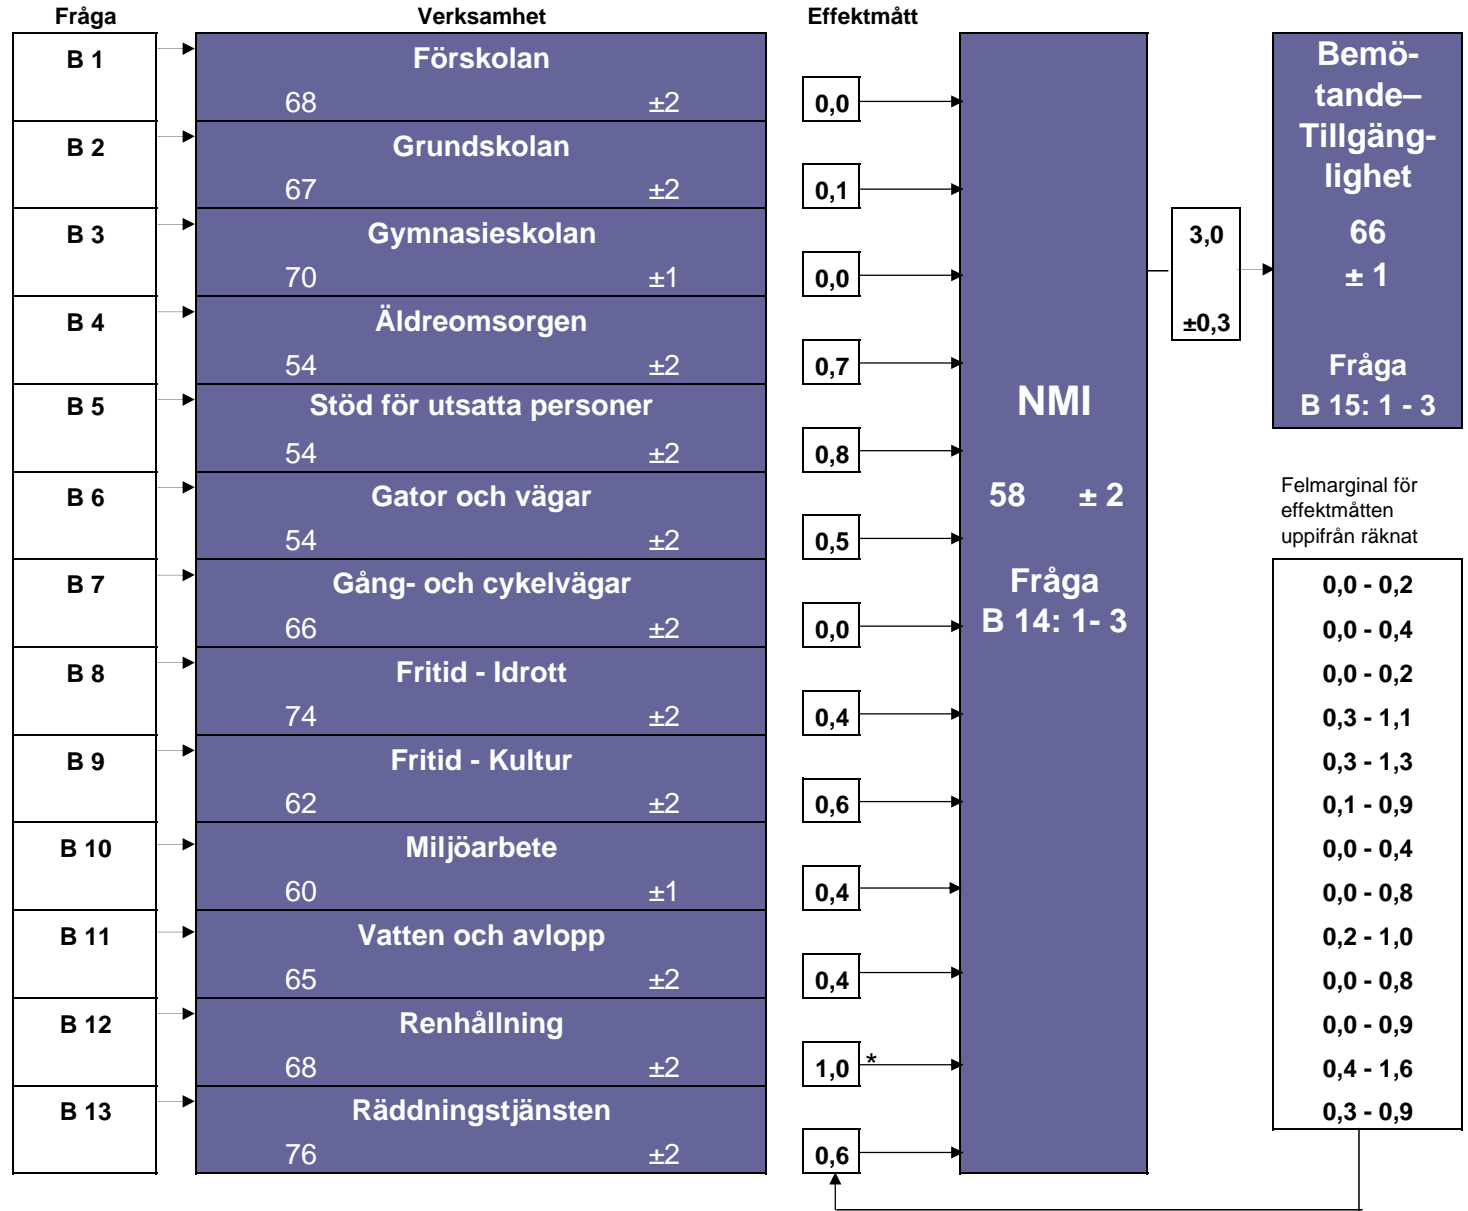 Fråga Verksamhet Effektmått
B 1 Förskolan
68 ±2 0,0
B 2 Grundskolan
67 ±2 0,1
B 3 Gymnasieskolan
70 ±1 0,0
B 4 Äldreomsorgen
54 ±2 0,7
B 5 Stöd för utsatta personer
54 ±2 0,8
B 6 Gator och vägar
54 ±2 0,5
B 7 Gång- och cykelvägar
66 ±2 0,0
B 8 Fritid - Idrott
74 ±2 0,4
B 9 Fritid - Kultur
62 ±2 0,6
B 10 Miljöarbete
60 ±1 0,4
B 11 Vatten och avlopp
65 ±2 0,4
B 12 Renhållning
68 ±2 1,0 *
B 13 Räddningstjänsten
76 ±2 0,6
NMI
58 ± 2
Fråga
B 14: 1- 3
3,0
±0,3
Bemö-
tande–
Tillgäng-
lighet
66
± 1
Fråga
B 15: 1 - 3
Felmarginal för
effektmåtten
uppifrån räknat
0,0 - 0,2
0,0 - 0,4
0,0 - 0,2
0,3 - 1,1
0,3 - 1,3
0,1 - 0,9
0,0 - 0,4
0,0 - 0,8
0,2 - 1,0
0,0 - 0,8
0,0 - 0,9
0,4 - 1,6
0,3 - 0,9